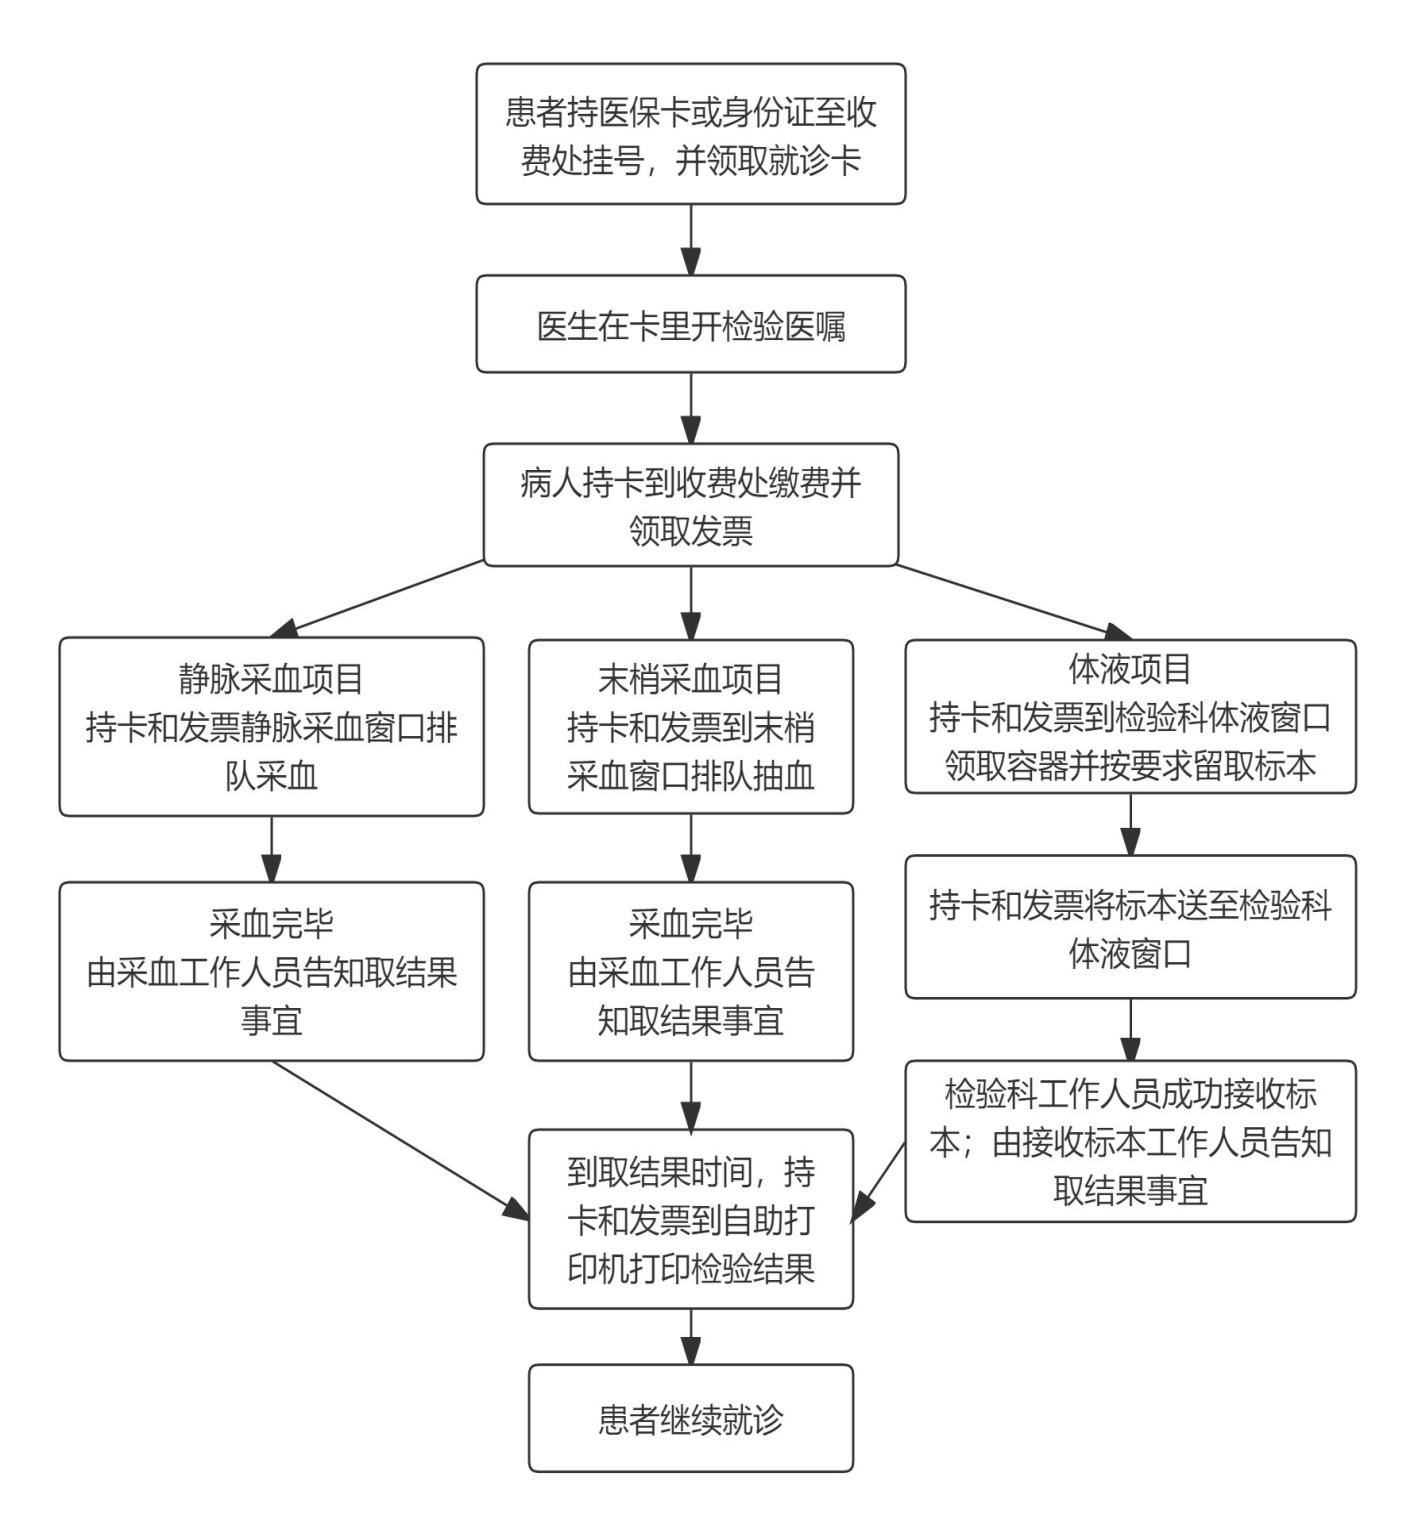 患者持医保卡或身份证至收
费处挂号，并领取就诊卡
医生在卡里开检验医嘱
病人持卡到收费处缴费并
领取发票
静脉采血项目
持卡和发票静脉采血窗口排
队采血
末梢采血项目
持卡和发票到末梢
采血窗口排队抽血
体液项目
持卡和发票到检验科体液窗口
领取容器并按要求留取标本
采血完毕
由采血工作人员告知取结果
事宜
采血完毕
由采血工作人员告
知取结果事宜
持卡和发票将标本送至检验科
体液窗口
检验科工作人员成功接收标
本；由接收标本工作人员告知
取结果事宜
到取结果时间，持
卡和发票到自助打
印机打印检验结果
患者继续就诊